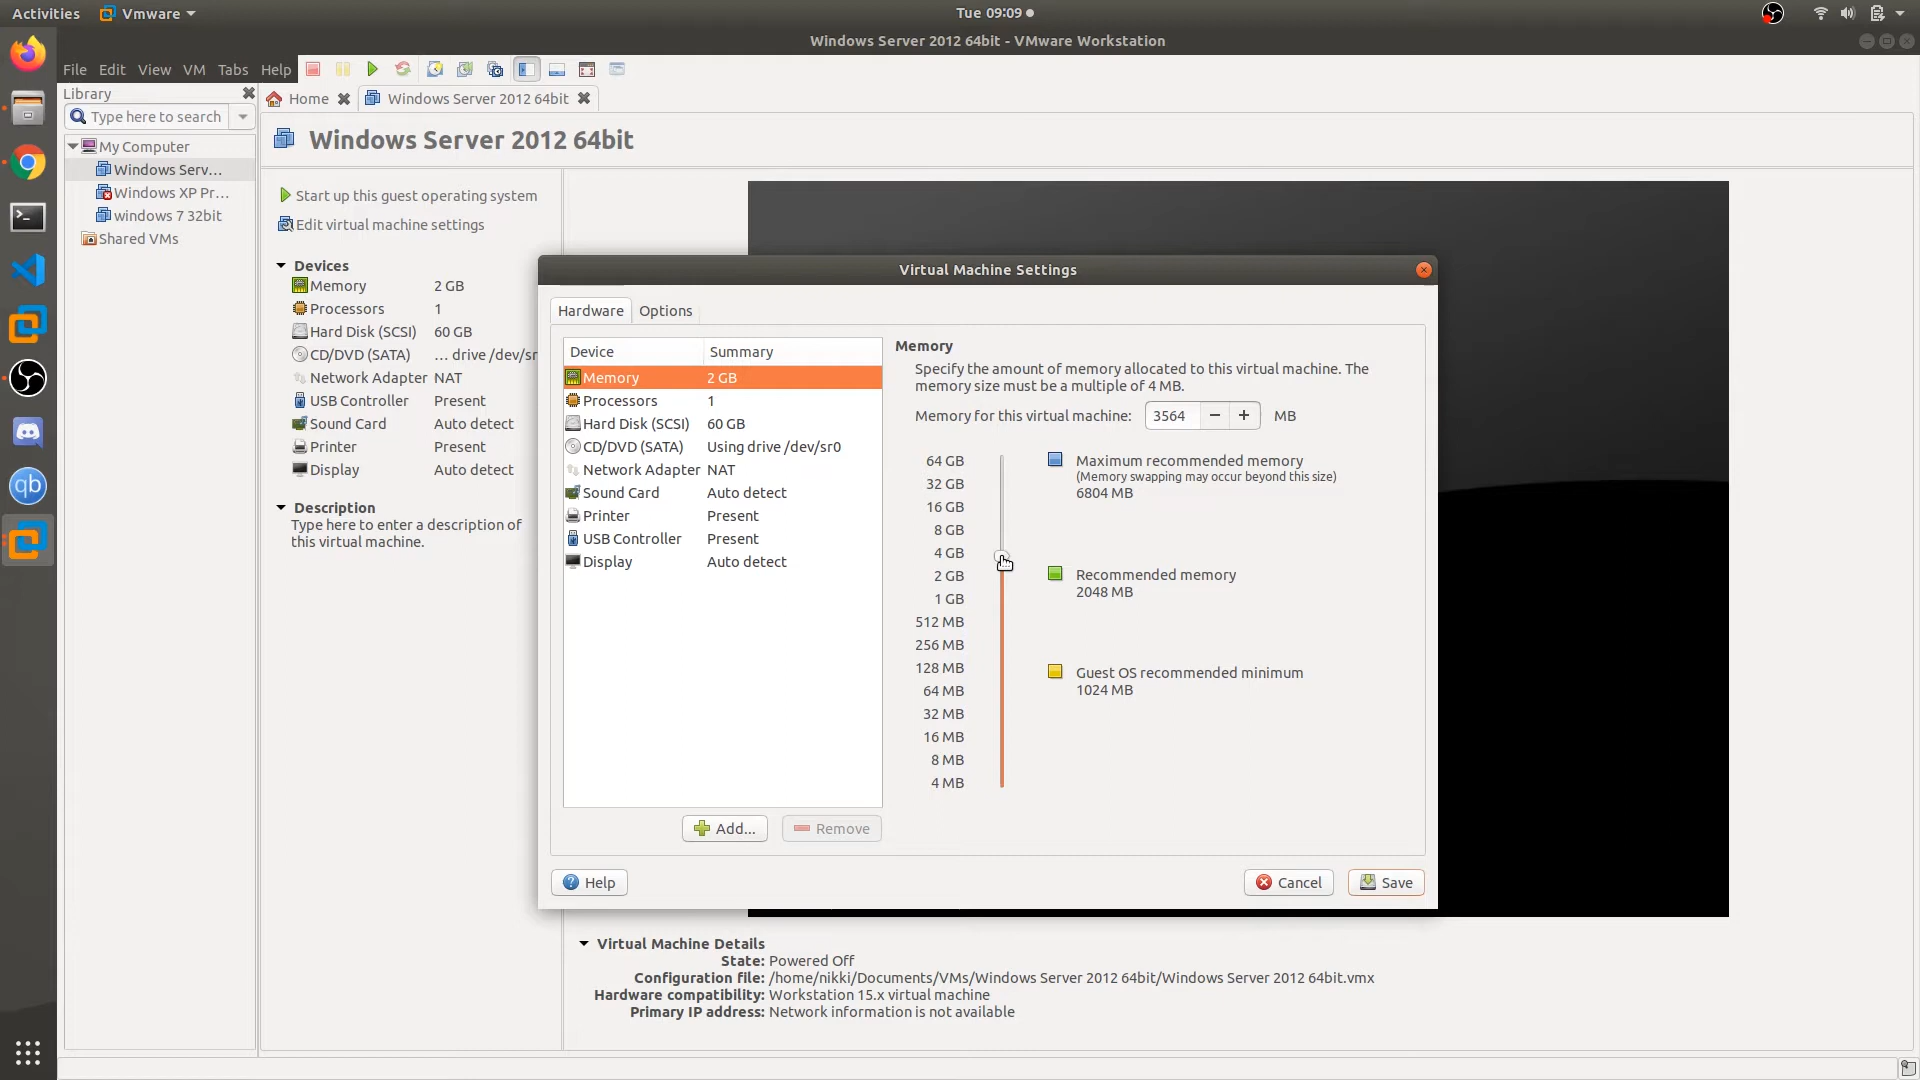 Activities VMware Tue 09:09
Windows Server 2012 64bit - VMware Workstation
File Edit View VM Tabs Help
Library
Type here to search
My Computer
Windows Serv...
Windows XP Pr...
windows 7 32bit
Shared VMs
Home Windows Server 2012 64bit
Windows Server 2012 64bit
Start up this guest operating system
Edit virtual machine settings
Devices
Memory 2 GB
Processors 1
Hard Disk (SCSI) 60 GB
CD/DVD (SATA) ... drive /dev/sr
Network Adapter NAT
USB Controller Present
Sound Card Auto detect
Printer Present
Display Auto detect
Description
Type here to enter a description of
this virtual machine.
Virtual Machine Settings
Hardware Options
Device Summary
Memory 2 GB
Processors 1
Hard Disk (SCSI) 60 GB
CD/DVD (SATA) Using drive /dev/sr0
Network Adapter NAT
Sound Card Auto detect
Printer Present
USB Controller Present
Display Auto detect
Add... Remove
Memory
Specify the amount of memory allocated to this virtual machine. The
memory size must be a multiple of 4 MB.
Memory for this virtual machine: 3564 − + MB
64 GB
32 GB
16 GB
8 GB
4 GB
2 GB
1 GB
512 MB
256 MB
128 MB
64 MB
32 MB
16 MB
8 MB
4 MB
Maximum recommended memory
(Memory swapping may occur beyond this size)
6804 MB
Recommended memory
2048 MB
Guest OS recommended minimum
1024 MB
Help Cancel Save
Virtual Machine Details
State: Powered Off
Configuration file: /home/nikki/Documents/VMs/Windows Server 2012 64bit/Windows Server 2012 64bit.vmx
Hardware compatibility: Workstation 15.x virtual machine
Primary IP address: Network information is not available
qb